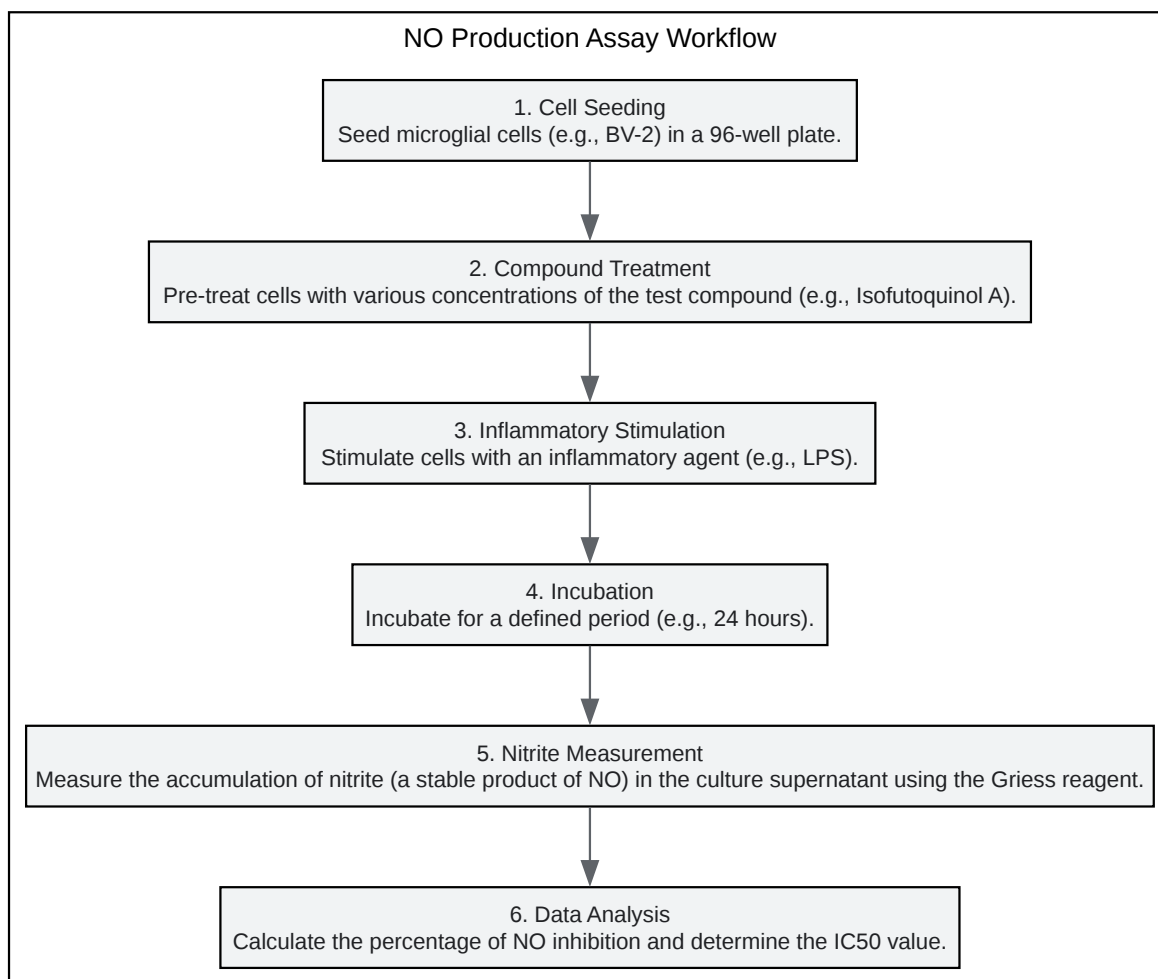 NO Production Assay Workflow
1. Cell Seeding
Seed microglial cells (e.g., BV-2) in a 96-well plate.
2. Compound Treatment
Pre-treat cells with various concentrations of the test compound (e.g., Isofutoquinol A).
3. Inflammatory Stimulation
Stimulate cells with an inflammatory agent (e.g., LPS).
4. Incubation
Incubate for a defined period (e.g., 24 hours).
5. Nitrite Measurement
Measure the accumulation of nitrite (a stable product of NO) in the culture supernatant using the Griess reagent.
6. Data Analysis
Calculate the percentage of NO inhibition and determine the IC50 value.